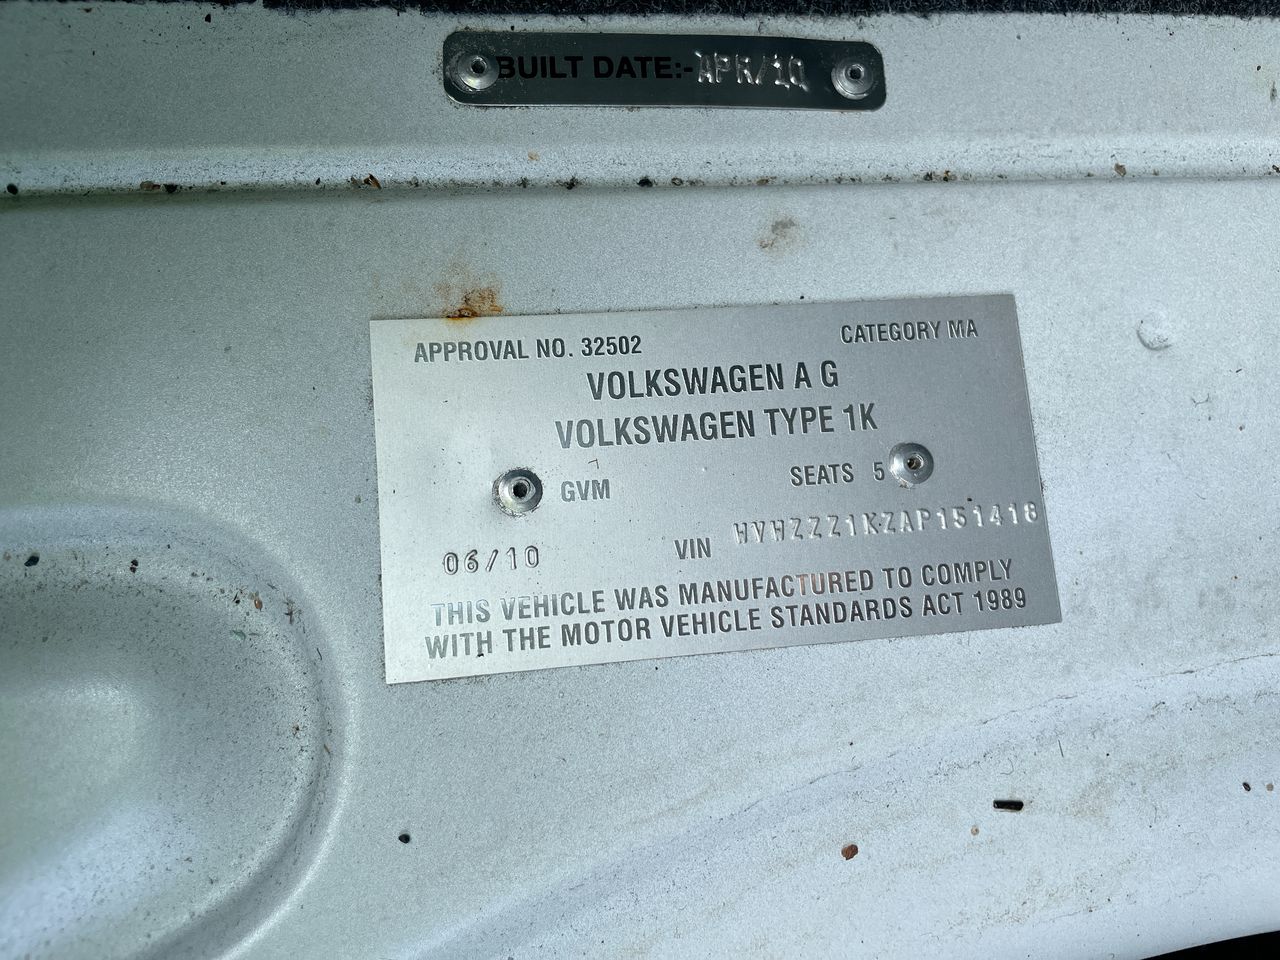 BUILT DATE:- APR/10
APPROVAL NO. 32502 CATEGORY MA
VOLKSWAGEN A G
VOLKSWAGEN TYPE 1K
GVM SEATS 5
06/10 VIN WVWZZZ1KZAP151418
THIS VEHICLE WAS MANUFACTURED TO COMPLY
WITH THE MOTOR VEHICLE STANDARDS ACT 1989